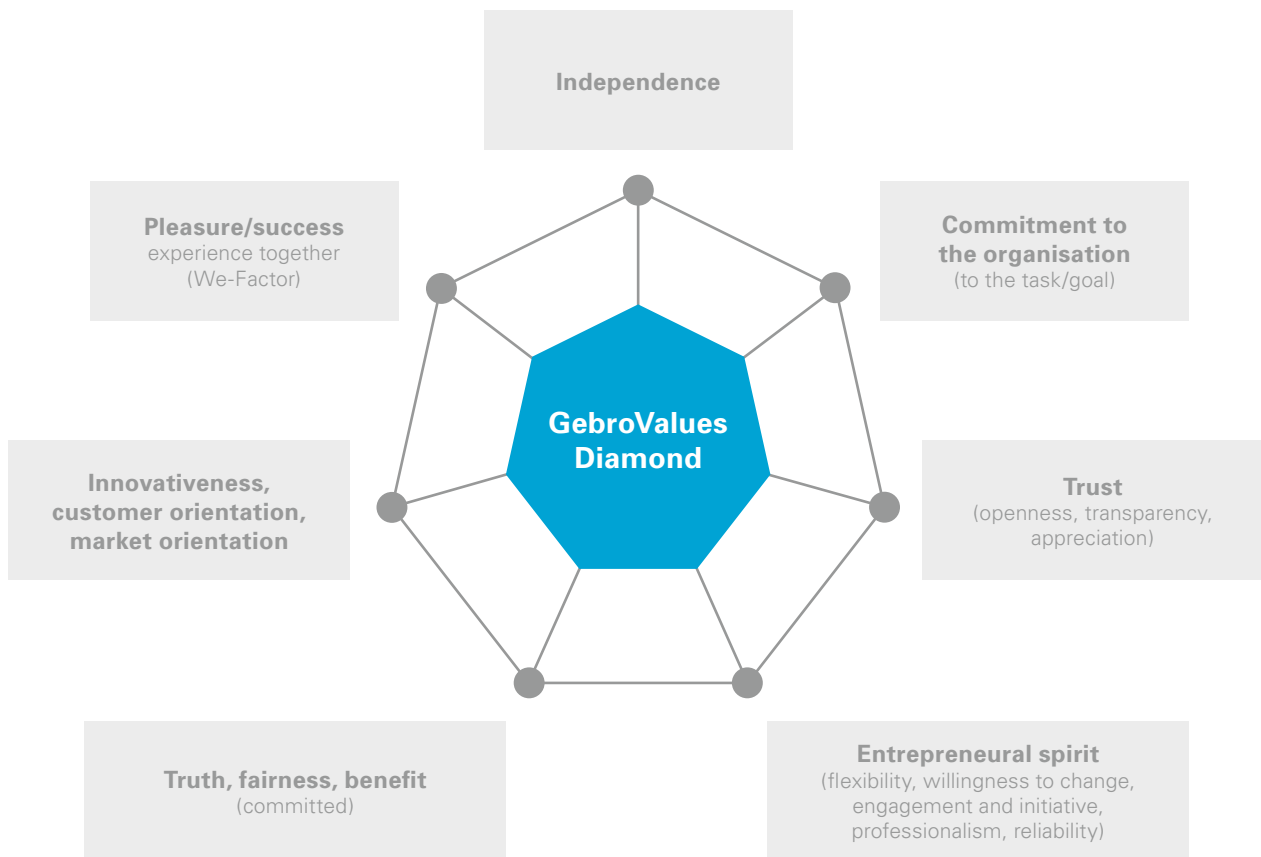 Independence
Pleasure/success
experience together
(We-Factor)
Commitment to
the organisation
(to the task/goal)
GebroValues
Diamond
Innovativeness,
customer orientation,
market orientation
Trust
(openness, transparency,
appreciation)
Truth, fairness, benefit
(committed)
Entrepreneural spirit
(flexibility, willingness to change,
engagement and initiative,
professionalism, reliability)